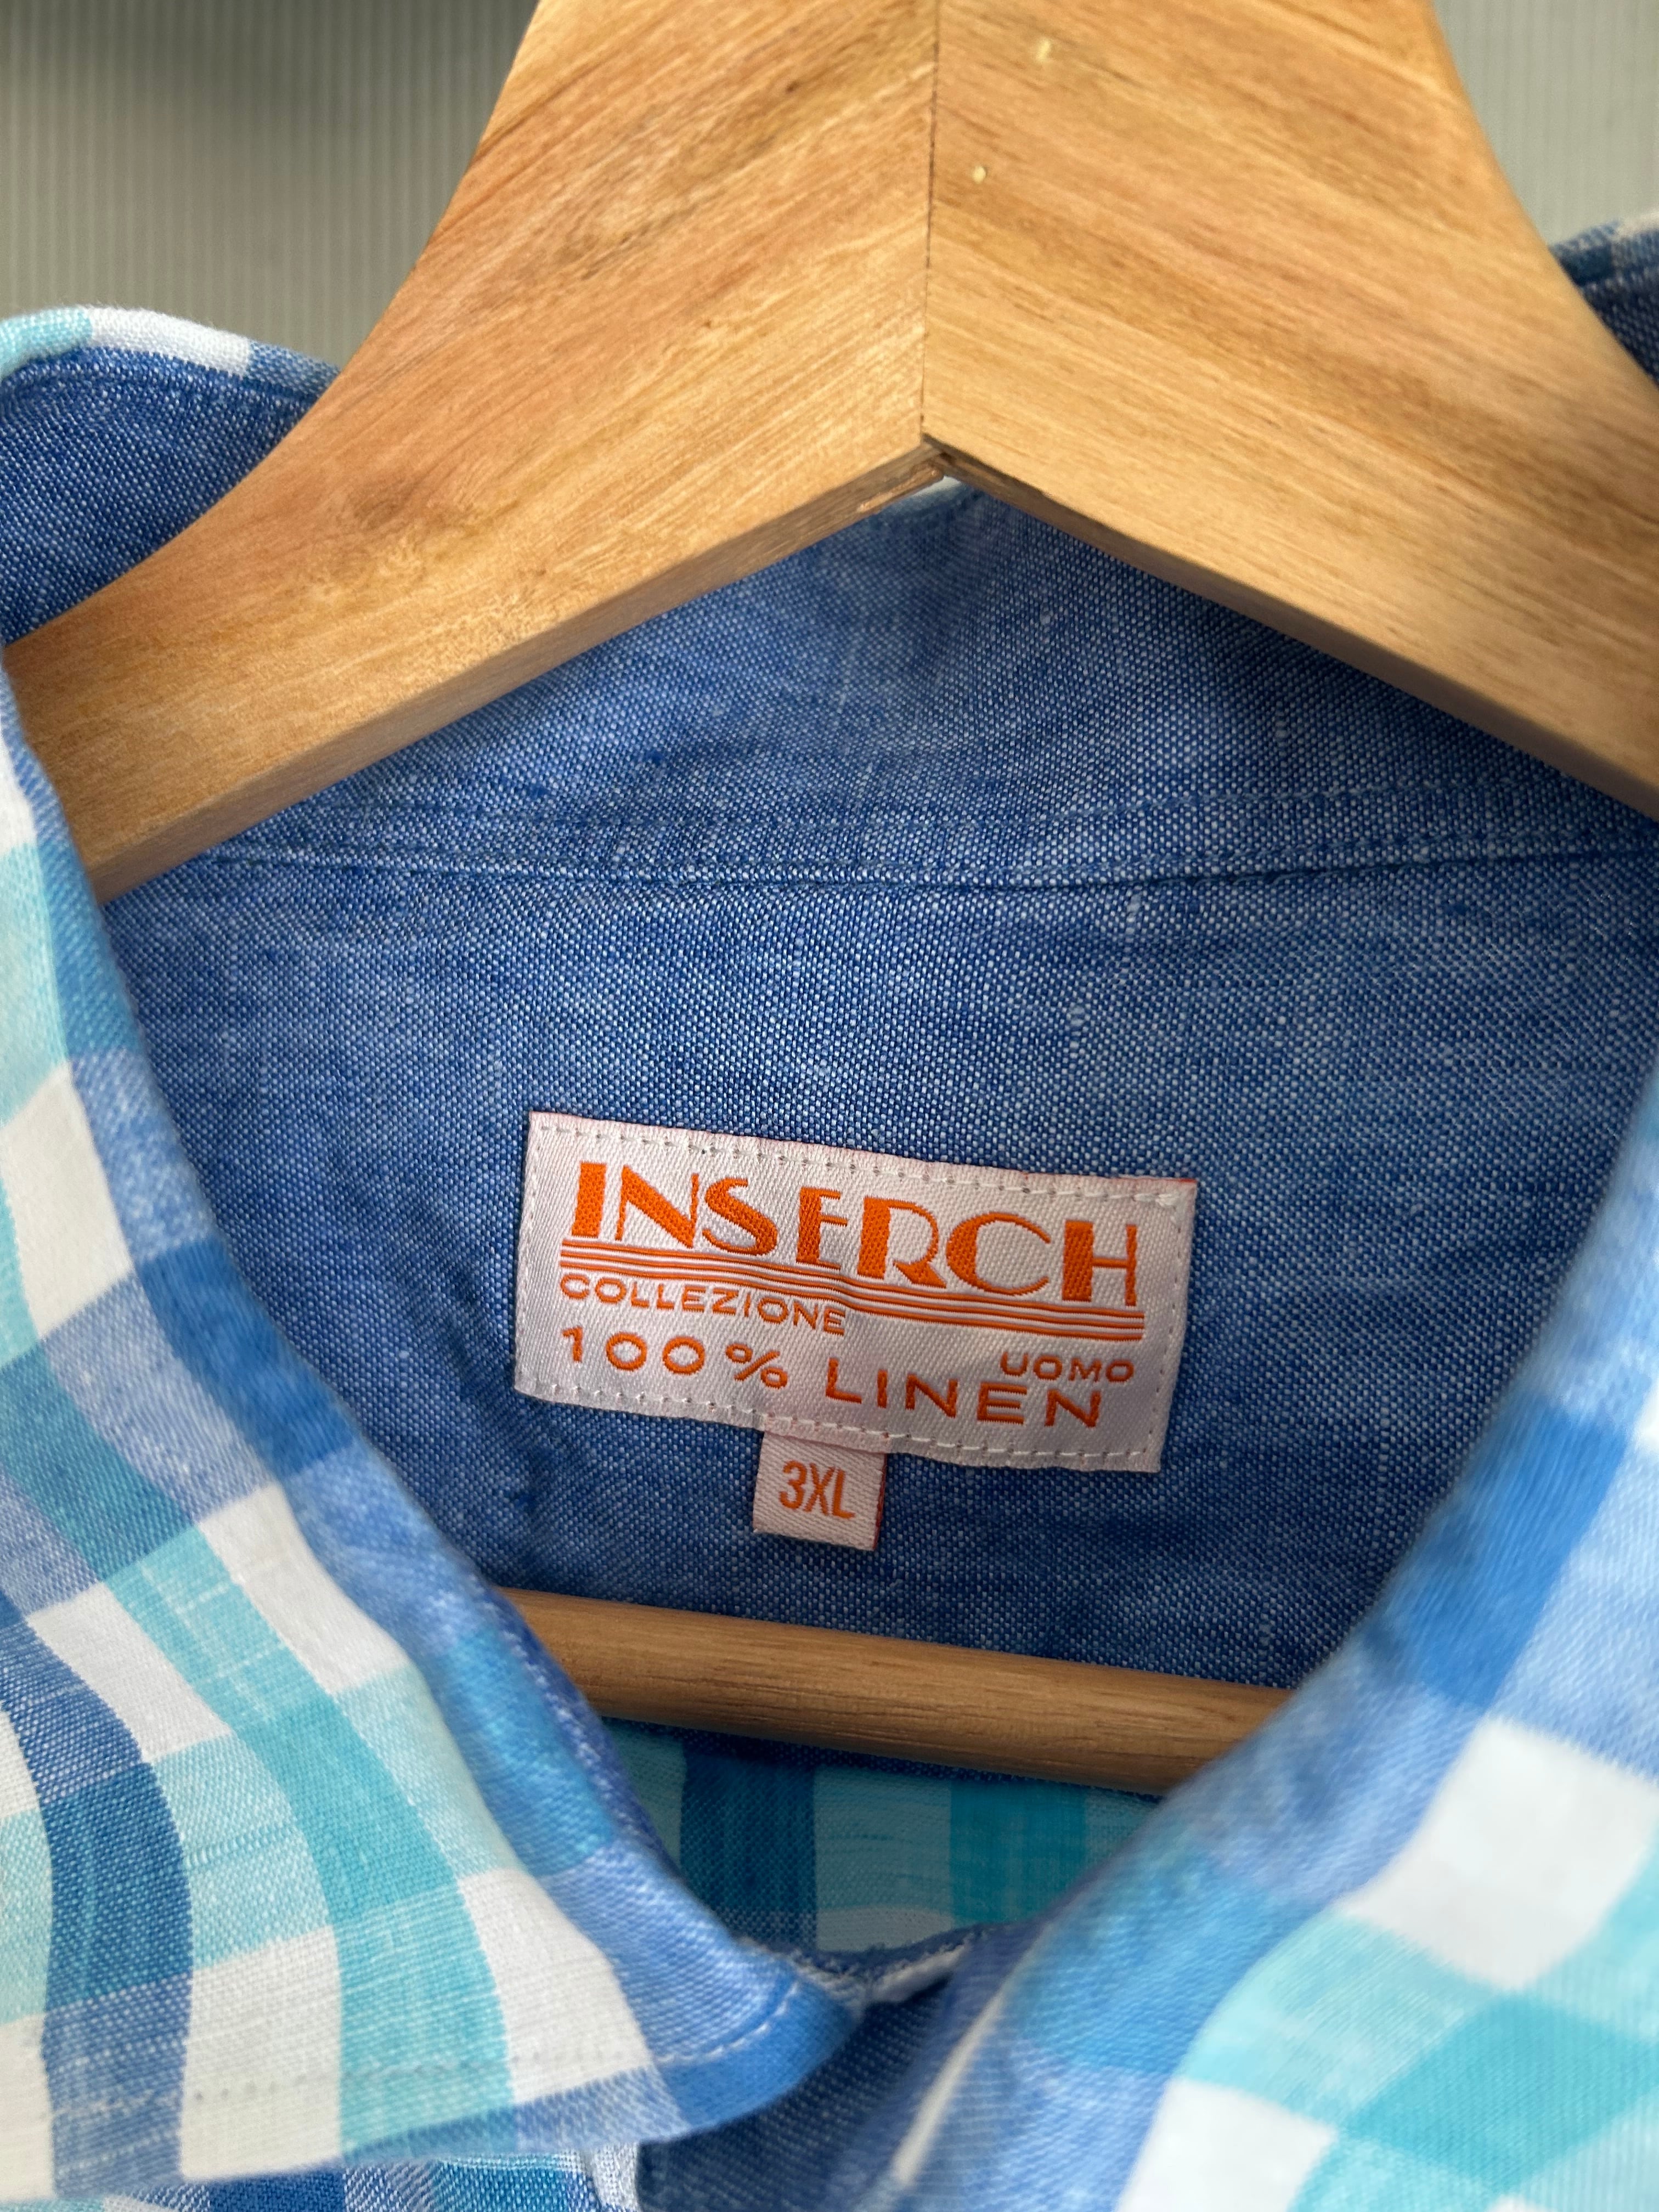 INSERCH
COLLEZIONE
UOMO
100% LINEN
3XL